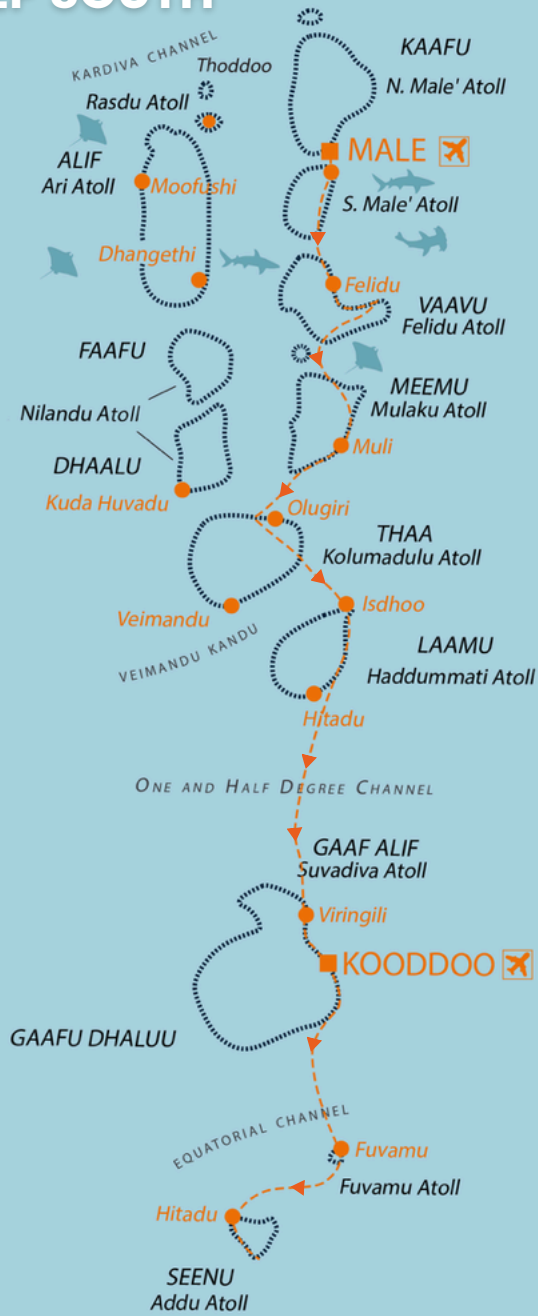 SOUTH
KARDIVA CHANNEL
KAAFU
Thoddoo
N. Male' Atoll
Rasdu Atoll
MALE
ALIF
Ari Atoll
Moofushi
S. Male' Atoll
Dhangethi
Felidu
VAAVU
Felidu Atoll
FAAFU
MEEMU
Mulaku Atoll
Nilandu Atoll
Muli
DHAALU
Kuda Huvadu
Olugiri
THAA
Kolumadulu Atoll
Isdhoo
Veimandu
VEIMANDU KANDU
LAAMU
Haddummati Atoll
Hitadu
ONE AND HALF DEGREE CHANNEL
GAAF ALIF
Suvadiva Atoll
Viringili
KOODDOO
GAAFU DHALUU
EQUATORIAL CHANNEL
Fuvamu
Fuvamu Atoll
Hitadu
SEENU
Addu Atoll